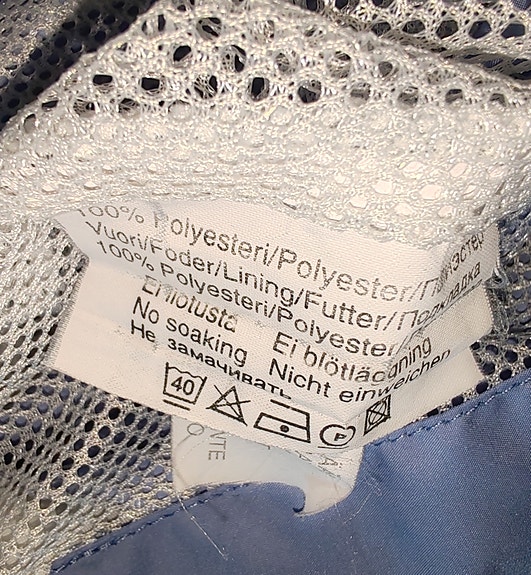 100% Polyesteri/Polyester/
Vuori/Foder/Lining/Futter/Подкладка
100% Polyesteri/Polyester/
Ei liotusta Ei blötläggning
No soaking Nicht einweichen
Не замачивать
40 P